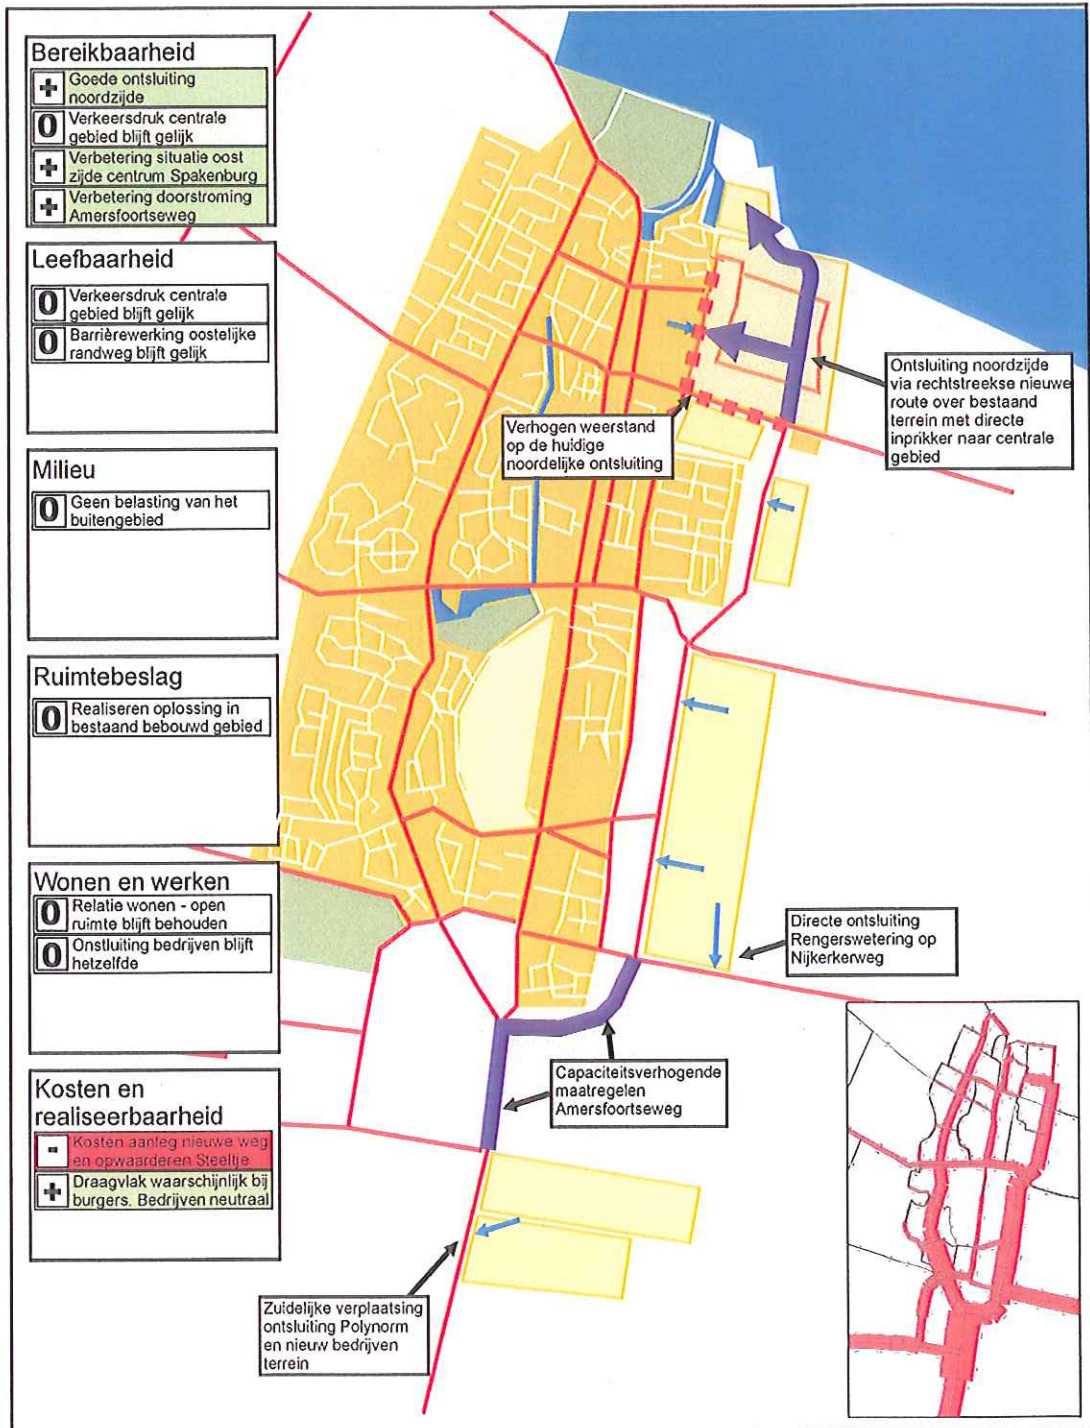 Bereikbaarheid
+ Goede ontsluiting
noordzijde
0 Verkeersdruk centrale
gebied blijft gelijk
+ Verbetering situatie oost
zijde centrum Spakenburg
+ Verbetering doorstroming
Amersfoortseweg
Leefbaarheid
0 Verkeersdruk centrale
gebied blijft gelijk
0 Barrièrewerking oostelijke
randweg blijft gelijk
Milieu
0 Geen belasting van het
buitengebied
Ruimtebeslag
0 Realiseren oplossing in
bestaand bebouwd gebied
Wonen en werken
0 Relatie wonen - open
ruimte blijft behouden
0 Onstluiting bedrijven blijft
hetzelfde
Kosten en
realiseerbaarheid
- Kosten aanleg nieuwe weg
en opwaarderen Steeltje
+ Draagvlak waarschijnlijk bij
burgers. Bedrijven neutraal
Ontsluiting noordzijde
via rechtstreekse nieuwe
route over bestaand
terrein met directe
inprikker naar centrale
gebied
Verhogen weerstand
op de huidige
noordelijke ontsluiting
Directe ontsluiting
Rengerswetering op
Nijkerkerweg
Capaciteitsverhogende
maatregelen
Amersfoortseweg
Zuidelijke verplaatsing
ontsluiting Polynorm
en nieuw bedrijven
terrein